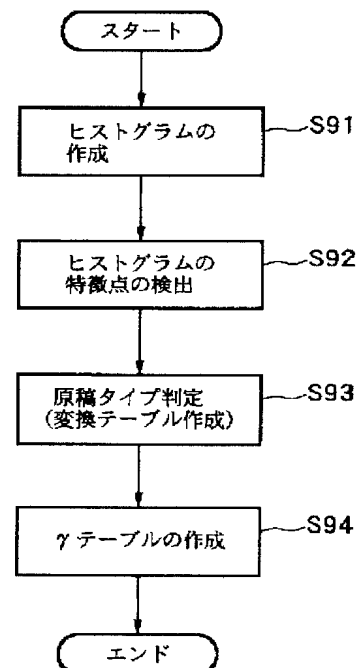 スタート
ヒストグラムの
作成
S91
ヒストグラムの
特徴点の検出
S92
原稿タイプ判定
(変換テーブル作成)
S93
γテーブルの作成
S94
エンド